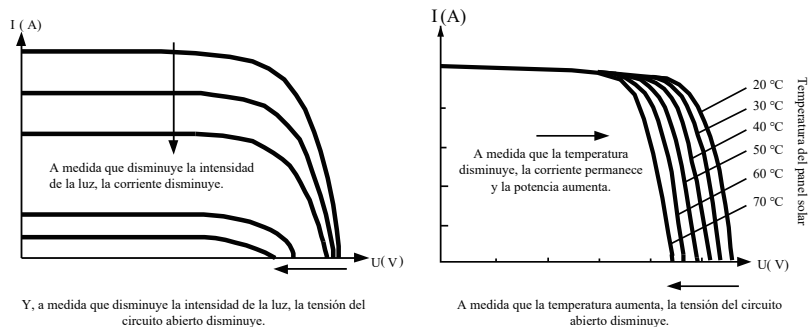 I ( A )
A medida que disminuye la intensidad
de la luz, la corriente disminuye.
U( V )
Y, a medida que disminuye la intensidad de la luz, la tensión del
circuito abierto disminuye.
I (A)
20 ℃
30 ℃
40 ℃
50 ℃
60 ℃
70 ℃
Temperatura del panel solar
A medida que la temperatura
disminuye, la corriente permanece
y la potencia aumenta.
U( V )
A medida que la temperatura aumenta, la tensión del circuito
abierto disminuye.